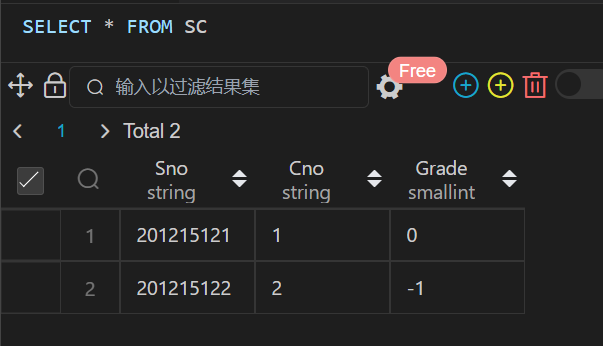 SELECT * FROM SC
输入以过滤结果集 Free
1 Total 2
Sno Cno Grade
string string smallint
1 201215121 1 0
2 201215122 2 -1